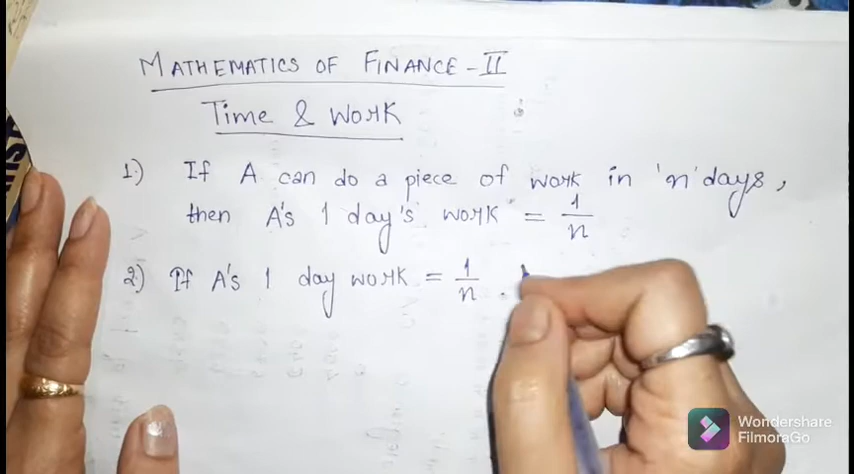 MATHEMATICS OF FINANCE - II
Time & Work
1.) If A can do a piece of work in 'n' days,
then A's 1 day's work = 1/n
2) If A's 1 day work = 1/n
Wondershare
FilmoraGo